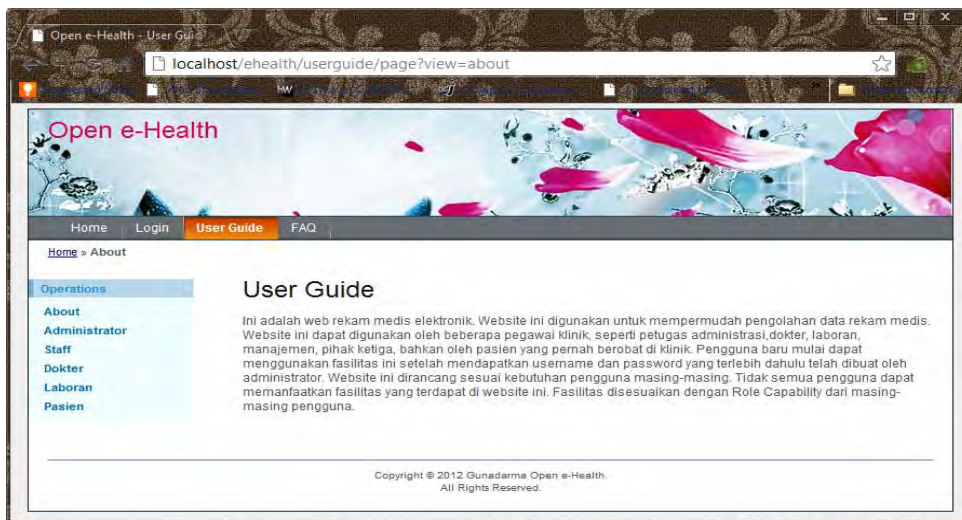 Open e-Health - User Gui
localhost/ehealth/userguide/page?view=about
Open e-Health
Home Login User Guide FAQ
Home » About
Operations
About
Administrator
Staff
Dokter
Laboran
Pasien
User Guide
Ini adalah web rekam medis elektronik. Website ini digunakan untuk mempermudah pengolahan data rekam medis.
Website ini dapat digunakan oleh beberapa pegawai klinik, seperti petugas administrasi,dokter, laboran,
manajemen, pihak ketiga, bahkan oleh pasien yang pernah berobat di klinik. Pengguna baru mulai dapat
menggunakan fasilitas ini setelah mendapatkan username dan password yang terlebih dahulu telah dibuat oleh
administrator. Website ini dirancang sesuai kebutuhan pengguna masing-masing. Tidak semua pengguna dapat
memanfaatkan fasilitas yang terdapat di website ini. Fasilitas disesuaikan dengan Role Capability dari masing-
masing pengguna.
Copyright © 2012 Gunadarma Open e-Health.
All Rights Reserved.